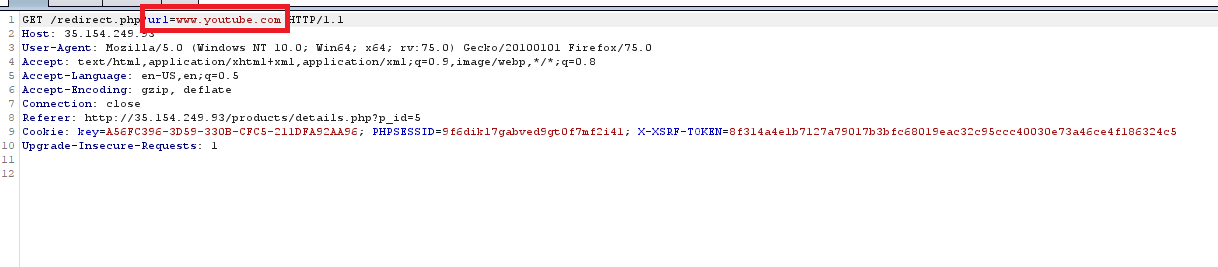 1 GET /redirect.php?url=www.youtube.com HTTP/1.1
2 Host: 35.154.249.93
3 User-Agent: Mozilla/5.0 (Windows NT 10.0; Win64; x64; rv:75.0) Gecko/20100101 Firefox/75.0
4 Accept: text/html,application/xhtml+xml,application/xml;q=0.9,image/webp,*/*;q=0.8
5 Accept-Language: en-US,en;q=0.5
6 Accept-Encoding: gzip, deflate
7 Connection: close
8 Referer: http://35.154.249.93/products/details.php?p_id=5
9 Cookie: key=A56FC396-3D59-330B-CFC5-211DFA92AA96; PHPSESSID=9f6dikl7gabved9gt0f7mf2i41; X-XSRF-TOKEN=8f314a4e1b7127a79017b3bfc68019eac32c95ccc40030e73a46ce4f186324c5
10 Upgrade-Insecure-Requests: 1
11
12